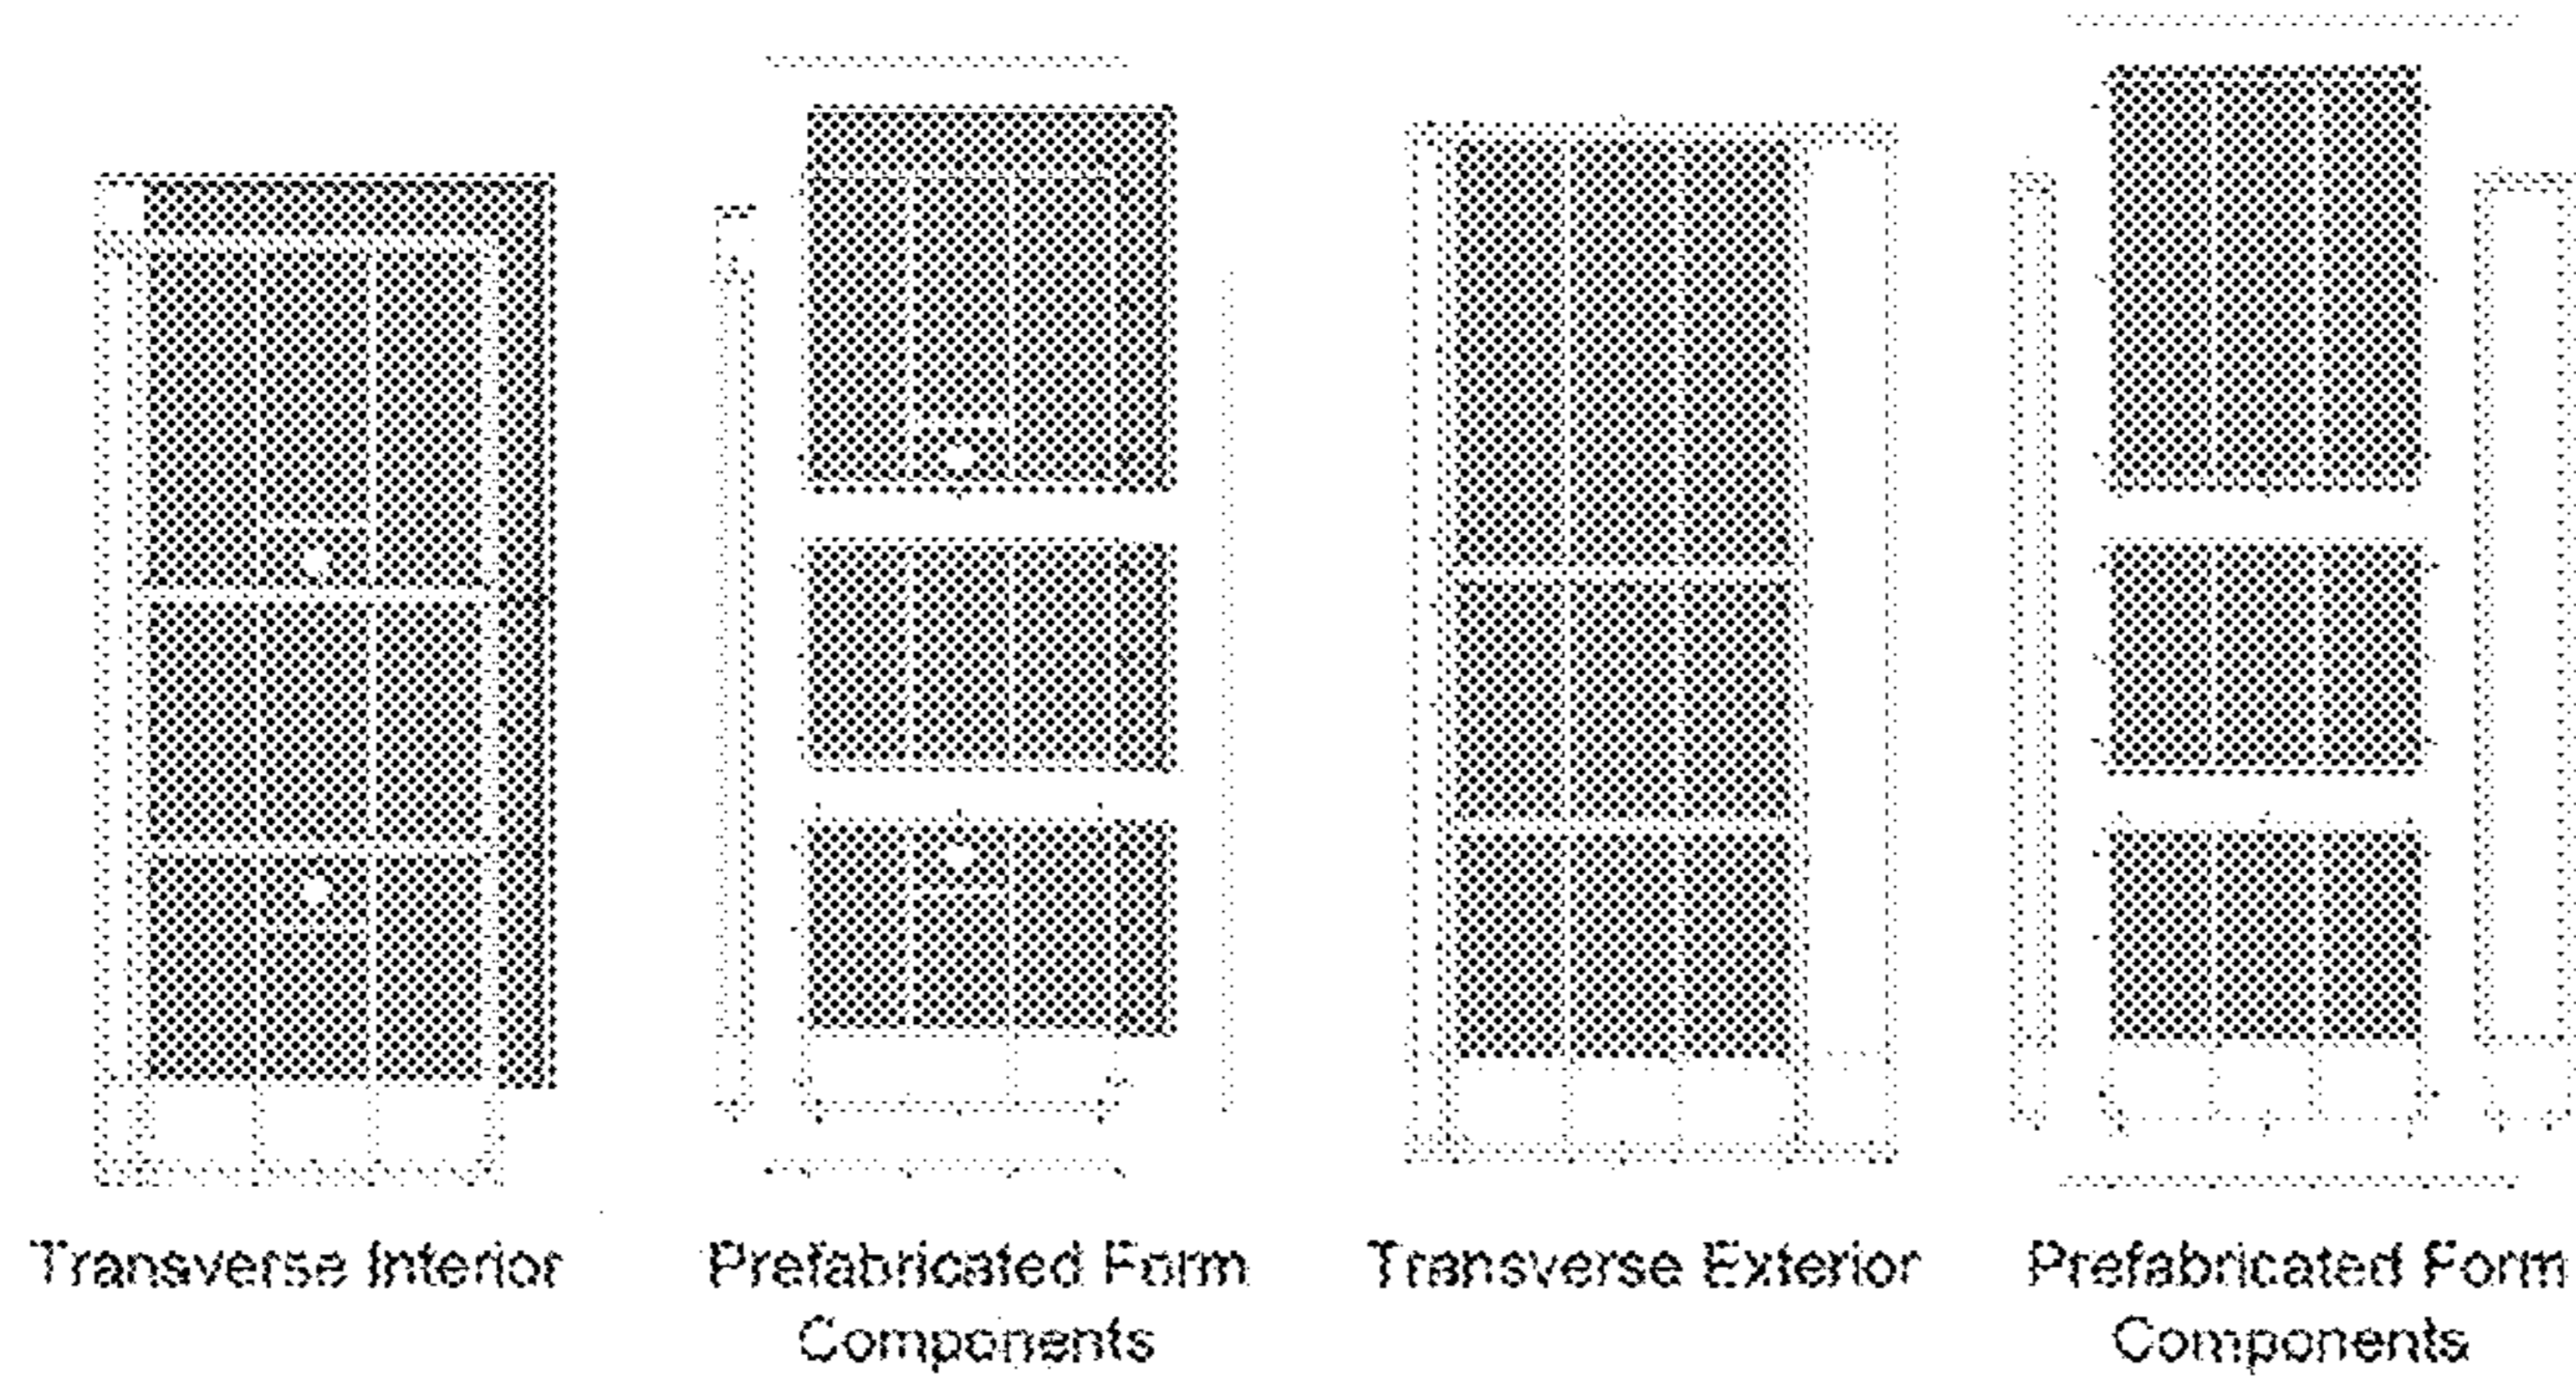 Transverse Interior
Prefabricated Form
Components
Transverse Exterior
Prefabricated Form
Components